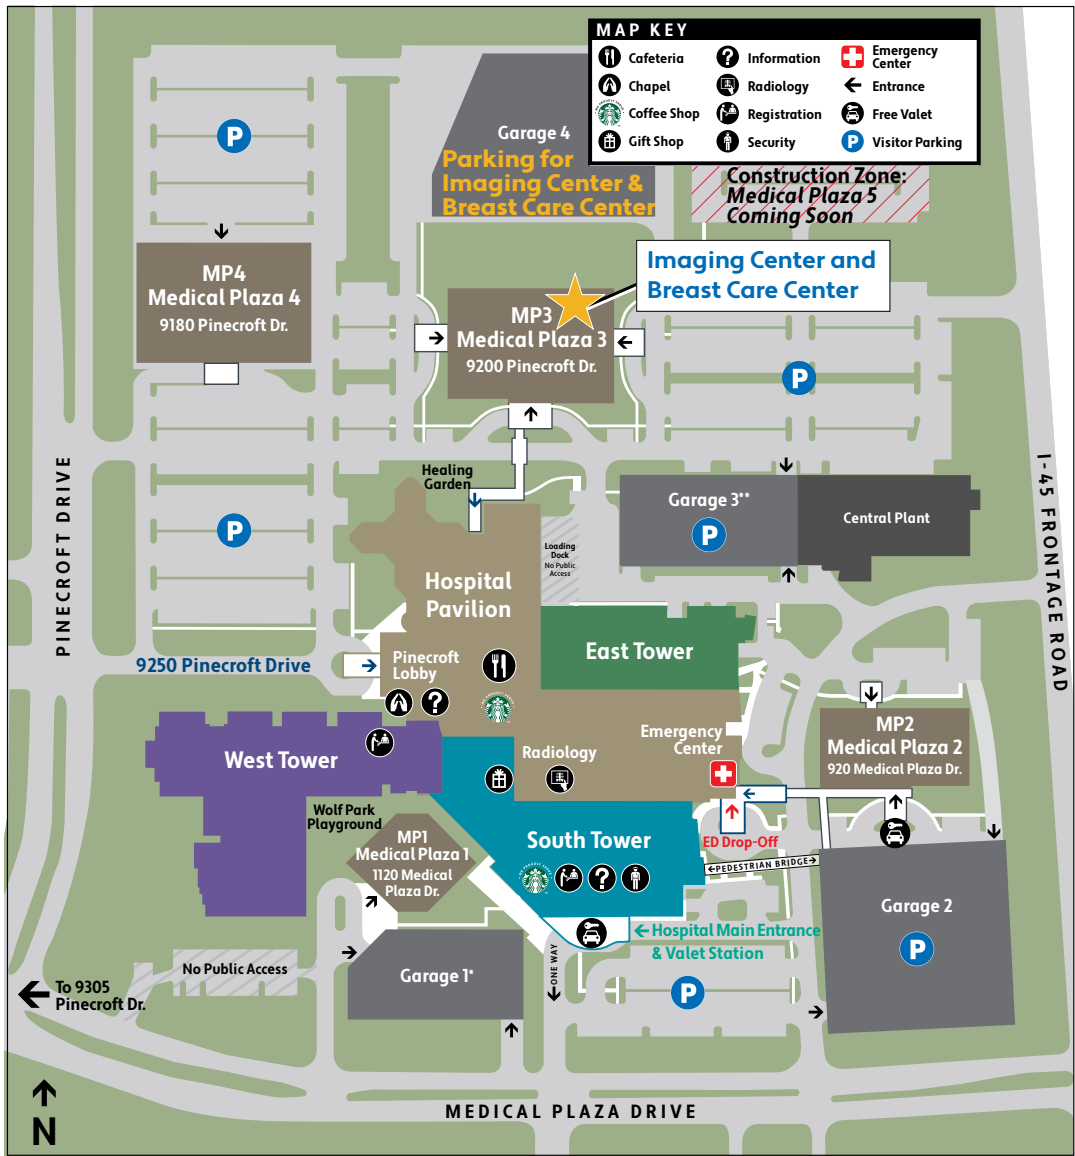 MAP KEY
Cafeteria
Chapel
Coffee Shop
Gift Shop
Information
Radiology
Registration
Security
Emergency
Center
Entrance
Free Valet
P Visitor Parking
Garage 4
Parking for
Imaging Center &
Breast Care Center
Construction Zone:
Medical Plaza 5
Coming Soon
P
MP4
Medical Plaza 4
9180 Pinecroft Dr.
Imaging Center and
Breast Care Center
MP3
Medical Plaza 3
9200 Pinecroft Dr.
P
PINECROFT DRIVE
I-45 FRONTAGE ROAD
Healing
Garden
P
Garage 3**
P
Central Plant
Loading
Dock
No Public
Access
Hospital
Pavilion
East Tower
9250 Pinecroft Drive
Pinecroft
Lobby
West Tower
Radiology
Emergency
Center
MP2
Medical Plaza 2
920 Medical Plaza Dr.
Wolf Park
Playground
MP1
Medical Plaza 1
1120 Medical
Plaza Dr.
South Tower
ED Drop-Off
PEDESTRIAN BRIDGE
Garage 2
P
Hospital Main Entrance
& Valet Station
ONE WAY
P
No Public Access
Garage 1*
To 9305
Pinecroft Dr.
N
MEDICAL PLAZA DRIVE